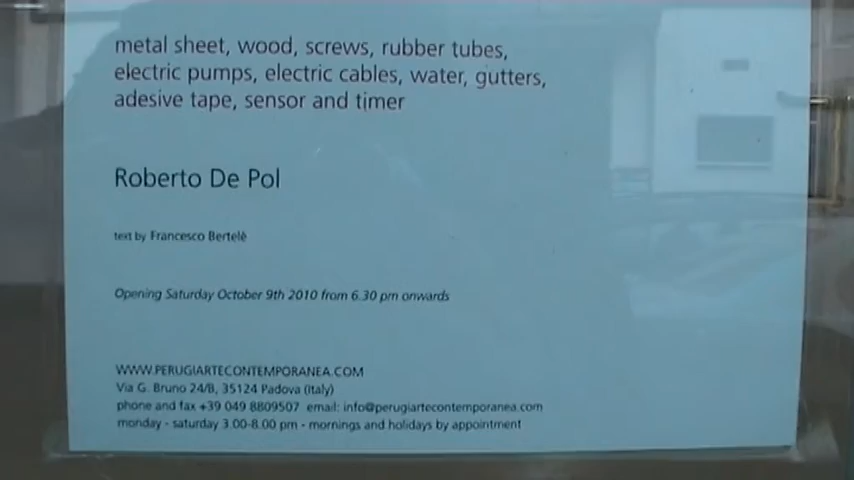 metal sheet, wood, screws, rubber tubes,
electric pumps, electric cables, water, gutters,
adesive tape, sensor and timer
Roberto De Pol
text by Francesco Bertelè
Opening Saturday October 9th 2010 from 6.30 pm onwards
WWW.PERUGIARTECONTEMPORANEA.COM
Via G. Bruno 24/B, 35124 Padova (Italy)
phone and fax +39 049 8809507 email: info@perugiartecontemporanea.com
monday - saturday 3.00-8.00 pm - mornings and holidays by appointment